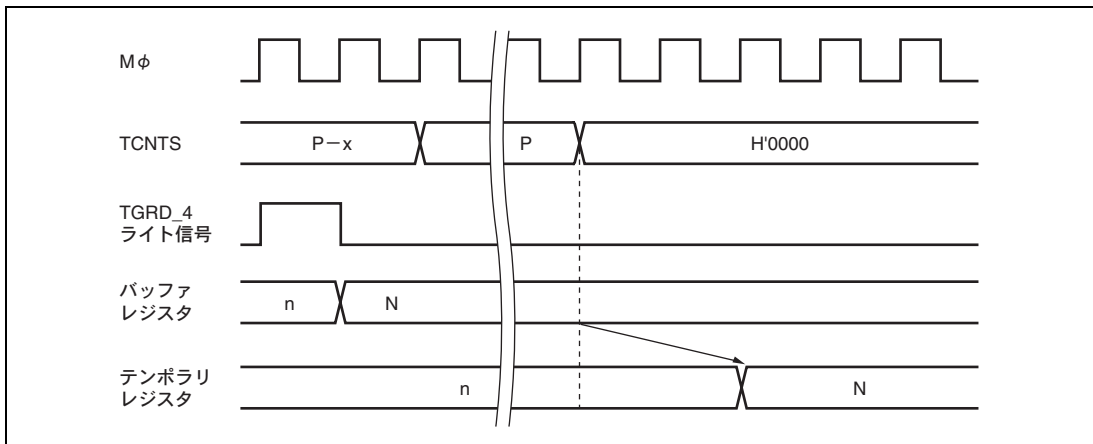 Mφ
TCNTS
P－x
P
H'0000
TGRD_4
ライト信号
バッファ
レジスタ
n
N
テンポラリ
レジスタ
n
N